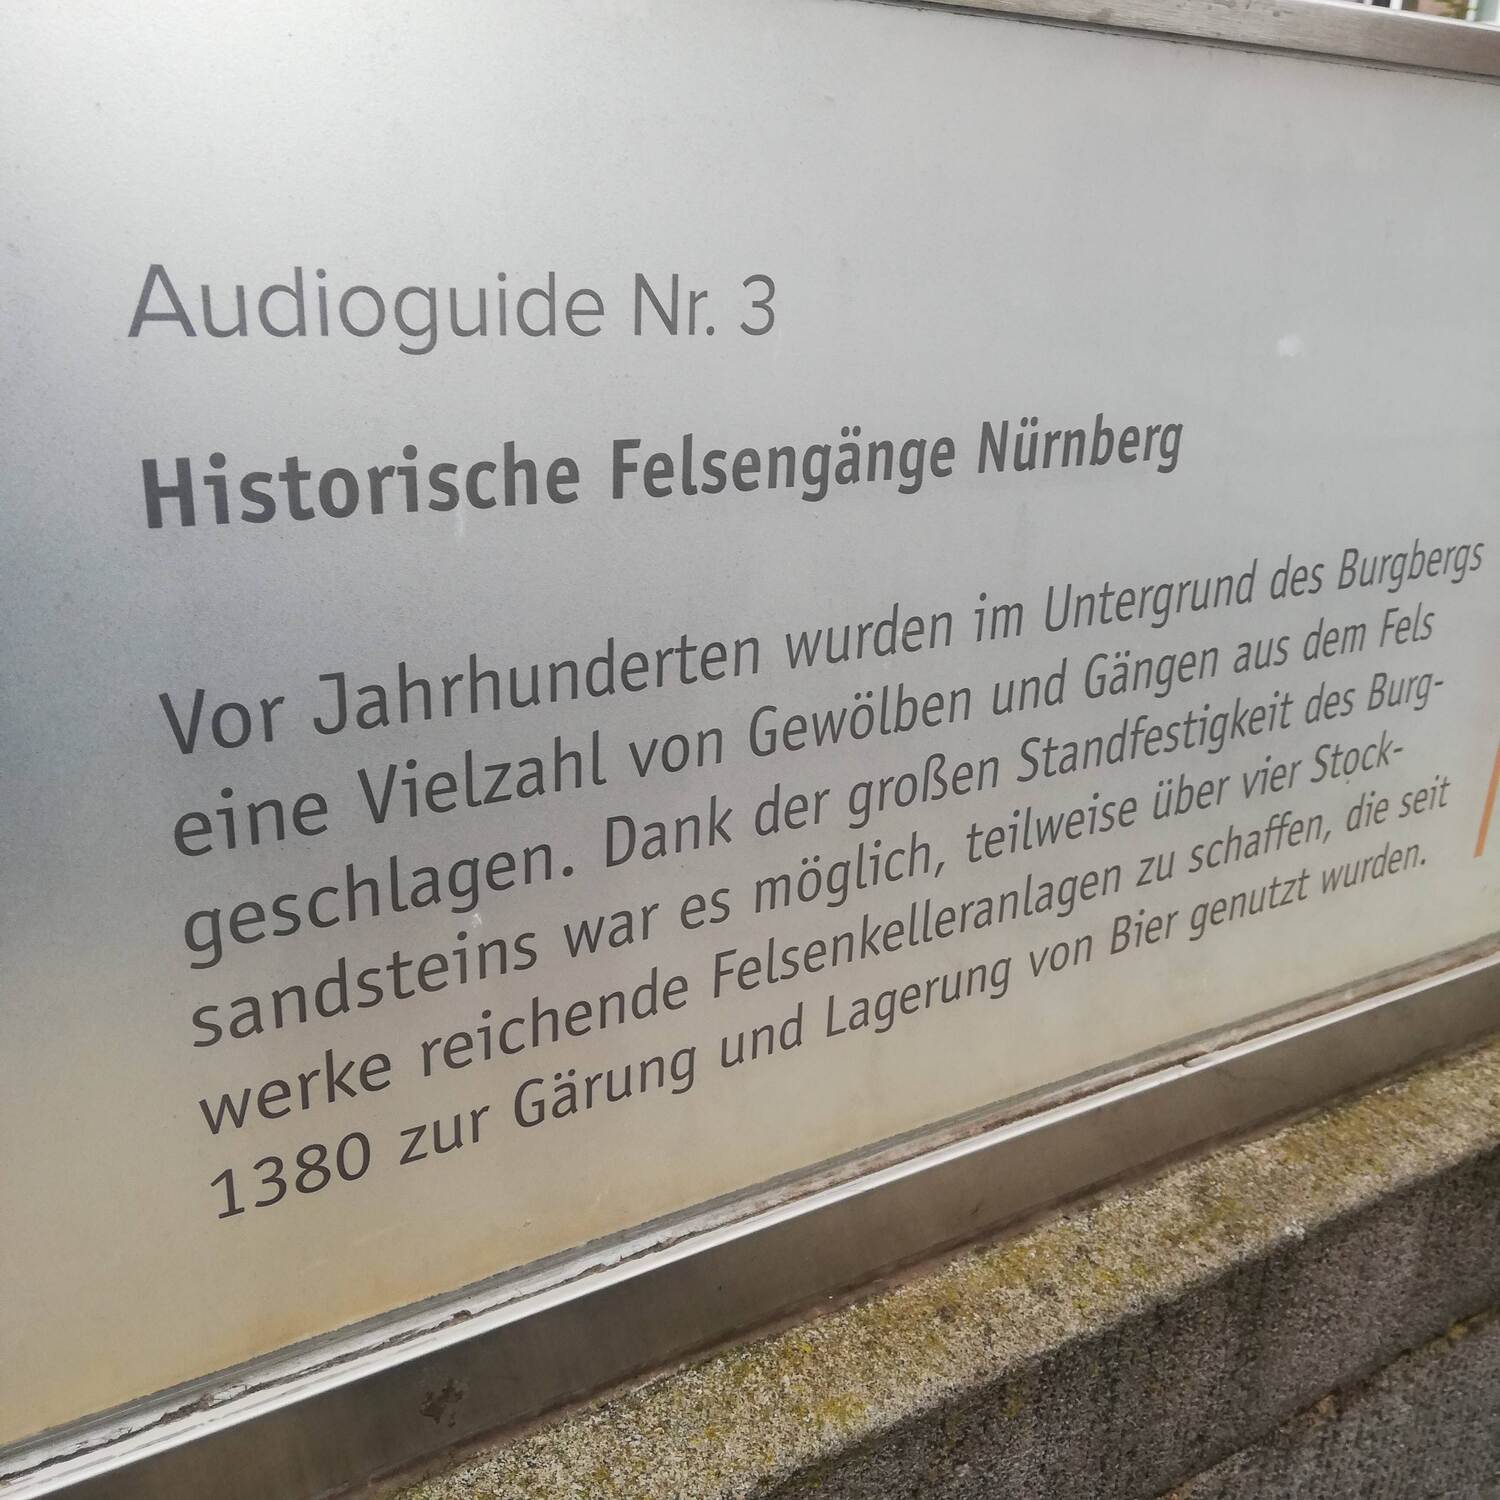 Audioguide Nr. 3
Historische Felsengänge Nürnberg
Vor Jahrhunderten wurden im Untergrund des Burgbergs
eine Vielzahl von Gewölben und Gängen aus dem Fels
geschlagen. Dank der großen Standfestigkeit des Burg-
sandsteins war es möglich, teilweise über vier Stock-
werke reichende Felsenkelleranlagen zu schaffen, die seit
1380 zur Gärung und Lagerung von Bier genutzt wurden.